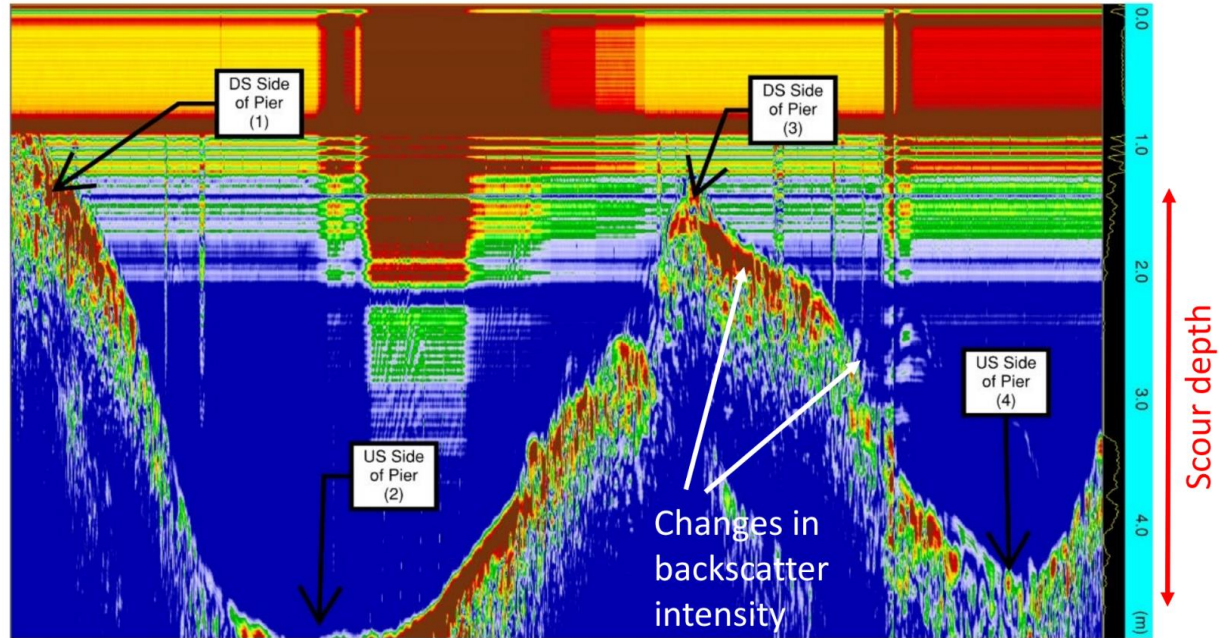 DS Side
of Pier
(1)
DS Side
of Pier
(3)
US Side
of Pier
(2)
US Side
of Pier
(4)
Changes in
backscatter
intensity
0.0
1.0
2.0
3.0
4.0
(m)
Scour depth